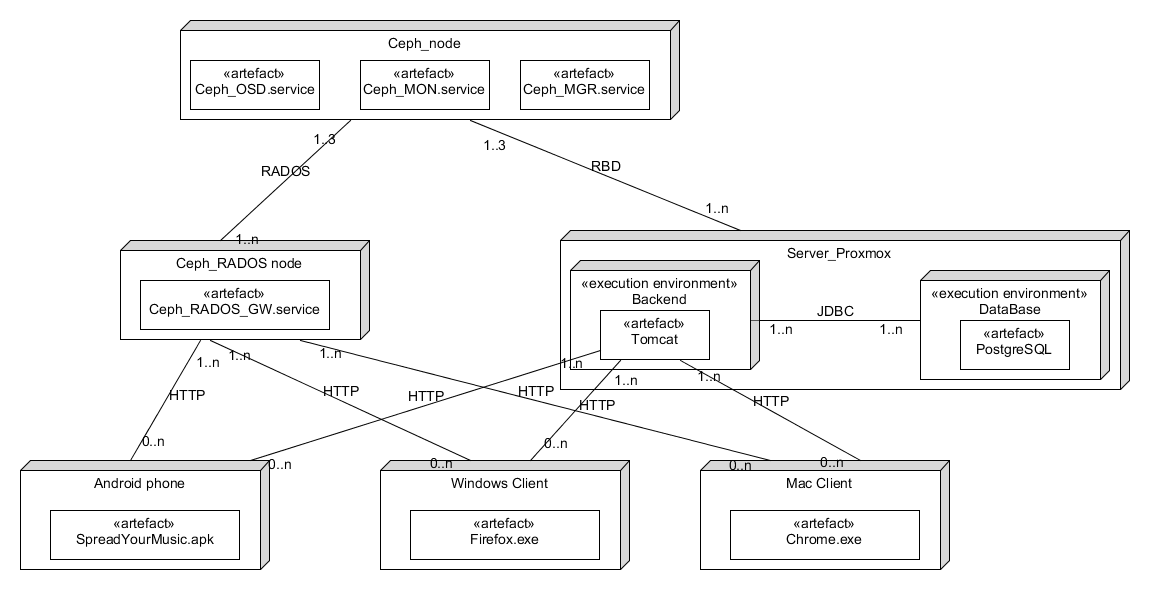 Ceph_node
«artefact»
Ceph_OSD.service
«artefact»
Ceph_MON.service
«artefact»
Ceph_MGR.service
1..3
1..3
RADOS
RBD
1..n
1..n
Ceph_RADOS node
«artefact»
Ceph_RADOS_GW.service
Server_Proxmox
«execution environment»
Backend
«artefact»
Tomcat
JDBC
1..n
1..n
«execution environment»
DataBase
«artefact»
PostgreSQL
1..n
1..n
1..n
1..n
1..n
1..n
HTTP
HTTP
HTTP
HTTP
HTTP
HTTP
0..n
0..n
0..n
0..n
0..n
0..n
Android phone
«artefact»
SpreadYourMusic.apk
Windows Client
«artefact»
Firefox.exe
Mac Client
«artefact»
Chrome.exe